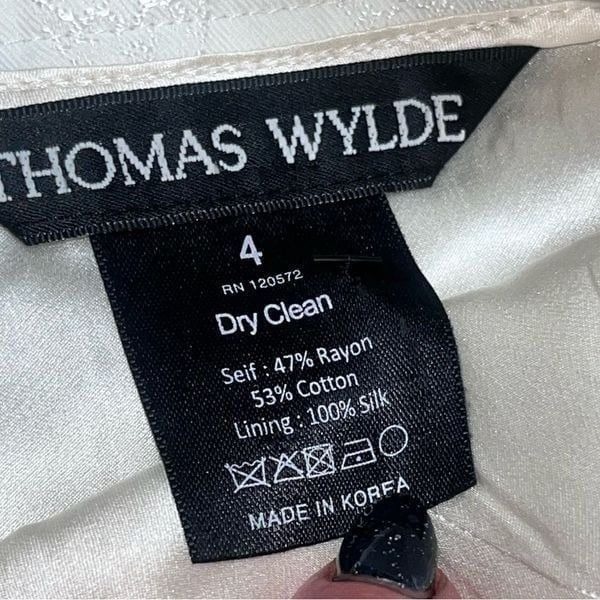 THOMAS WYLDE
4
RN 120572
Dry Clean
Seif : 47% Rayon
53% Cotton
Lining : 100% Silk
MADE IN KOREA